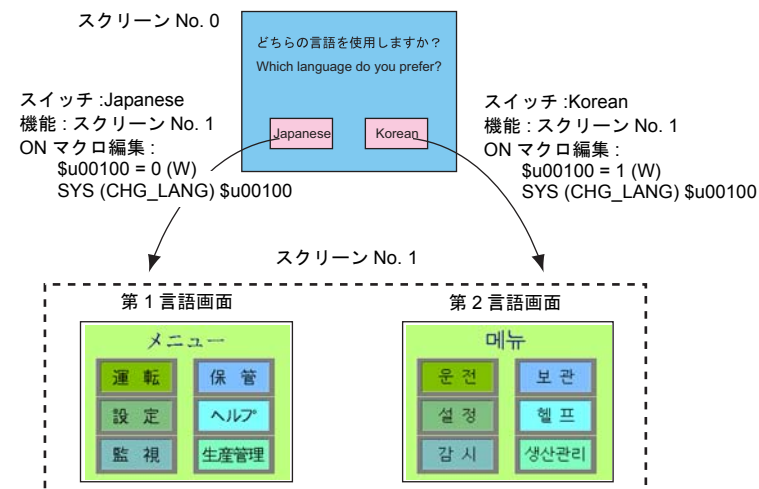 スクリーン No. 0
どちらの言語を使用しますか？
Which language do you prefer?
Japanese
Korean
スイッチ :Japanese
機能 : スクリーン No. 1
ON マクロ編集 :
$u00100 = 0 (W)
SYS (CHG_LANG) $u00100
スイッチ :Korean
機能 : スクリーン No. 1
ON マクロ編集 :
$u00100 = 1 (W)
SYS (CHG_LANG) $u00100
スクリーン No. 1
第 1 言語画面
メニュー
運 転 保 管
設 定 ヘルプ
監 視 生産管理
第 2 言語画面
메뉴
운 전 보 관
설 정 헬 프
감 시 생산관리